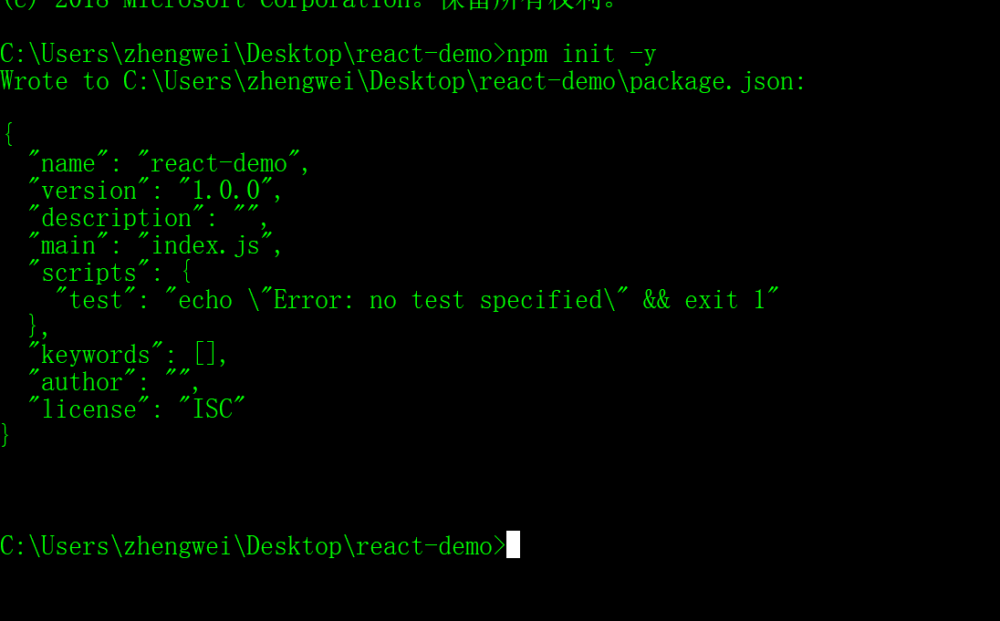 (c) 2018 Microsoft Corporation。保留所有权利。
C:\Users\zhengwei\Desktop\react-demo>npm init -y
Wrote to C:\Users\zhengwei\Desktop\react-demo\package.json:
{
  "name": "react-demo",
  "version": "1.0.0",
  "description": "",
  "main": "index.js",
  "scripts": {
    "test": "echo \"Error: no test specified\" && exit 1"
  },
  "keywords": [],
  "author": "",
  "license": "ISC"
}
C:\Users\zhengwei\Desktop\react-demo>